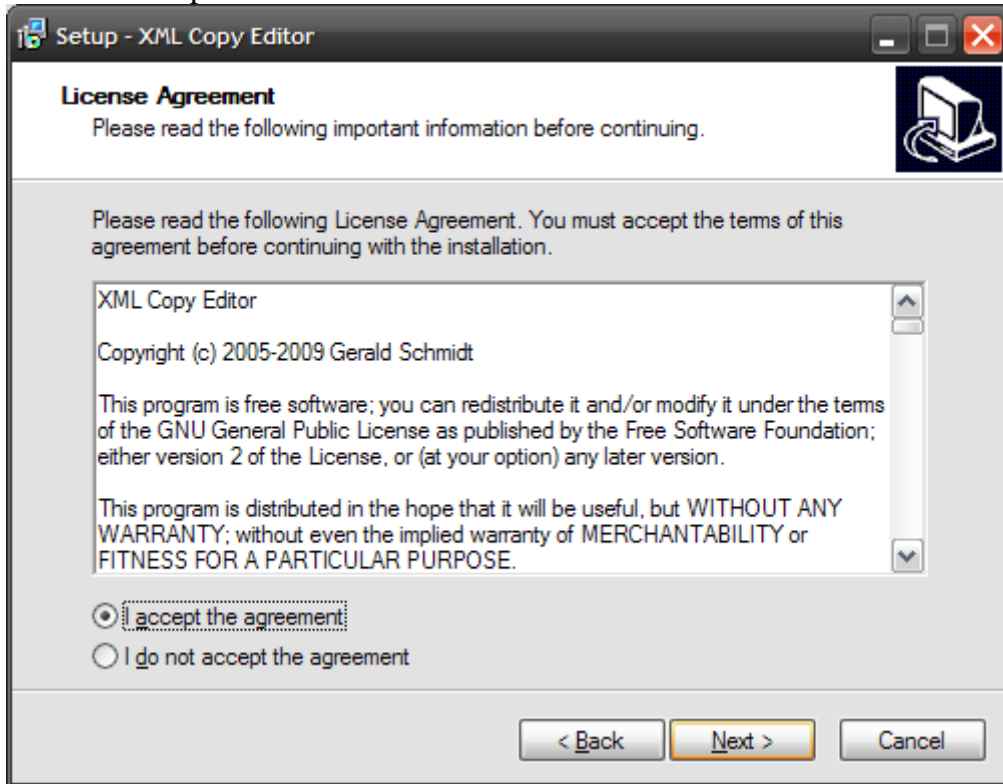 Setup - XML Copy Editor
License Agreement
Please read the following important information before continuing.
Please read the following License Agreement. You must accept the terms of this
agreement before continuing with the installation.
XML Copy Editor
Copyright (c) 2005-2009 Gerald Schmidt
This program is free software; you can redistribute it and/or modify it under the terms
of the GNU General Public License as published by the Free Software Foundation;
either version 2 of the License, or (at your option) any later version.
This program is distributed in the hope that it will be useful, but WITHOUT ANY
WARRANTY; without even the implied warranty of MERCHANTABILITY or
FITNESS FOR A PARTICULAR PURPOSE.
I accept the agreement
I do not accept the agreement
< Back
Next >
Cancel